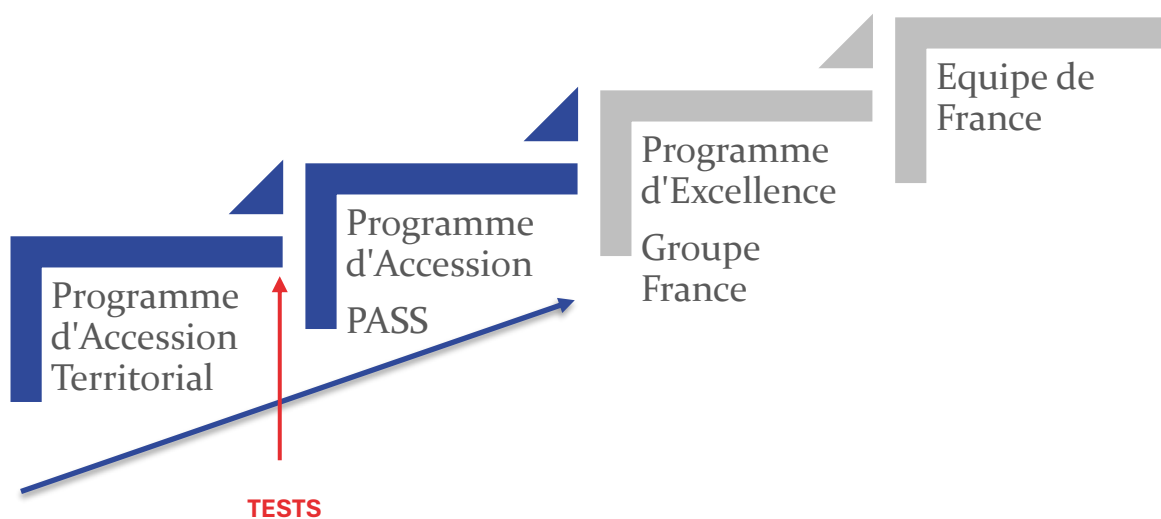 Programme
d'Accession
Territorial
TESTS
Programme
d'Accession
PASS
Programme
d'Excellence
Groupe
France
Equipe de
France